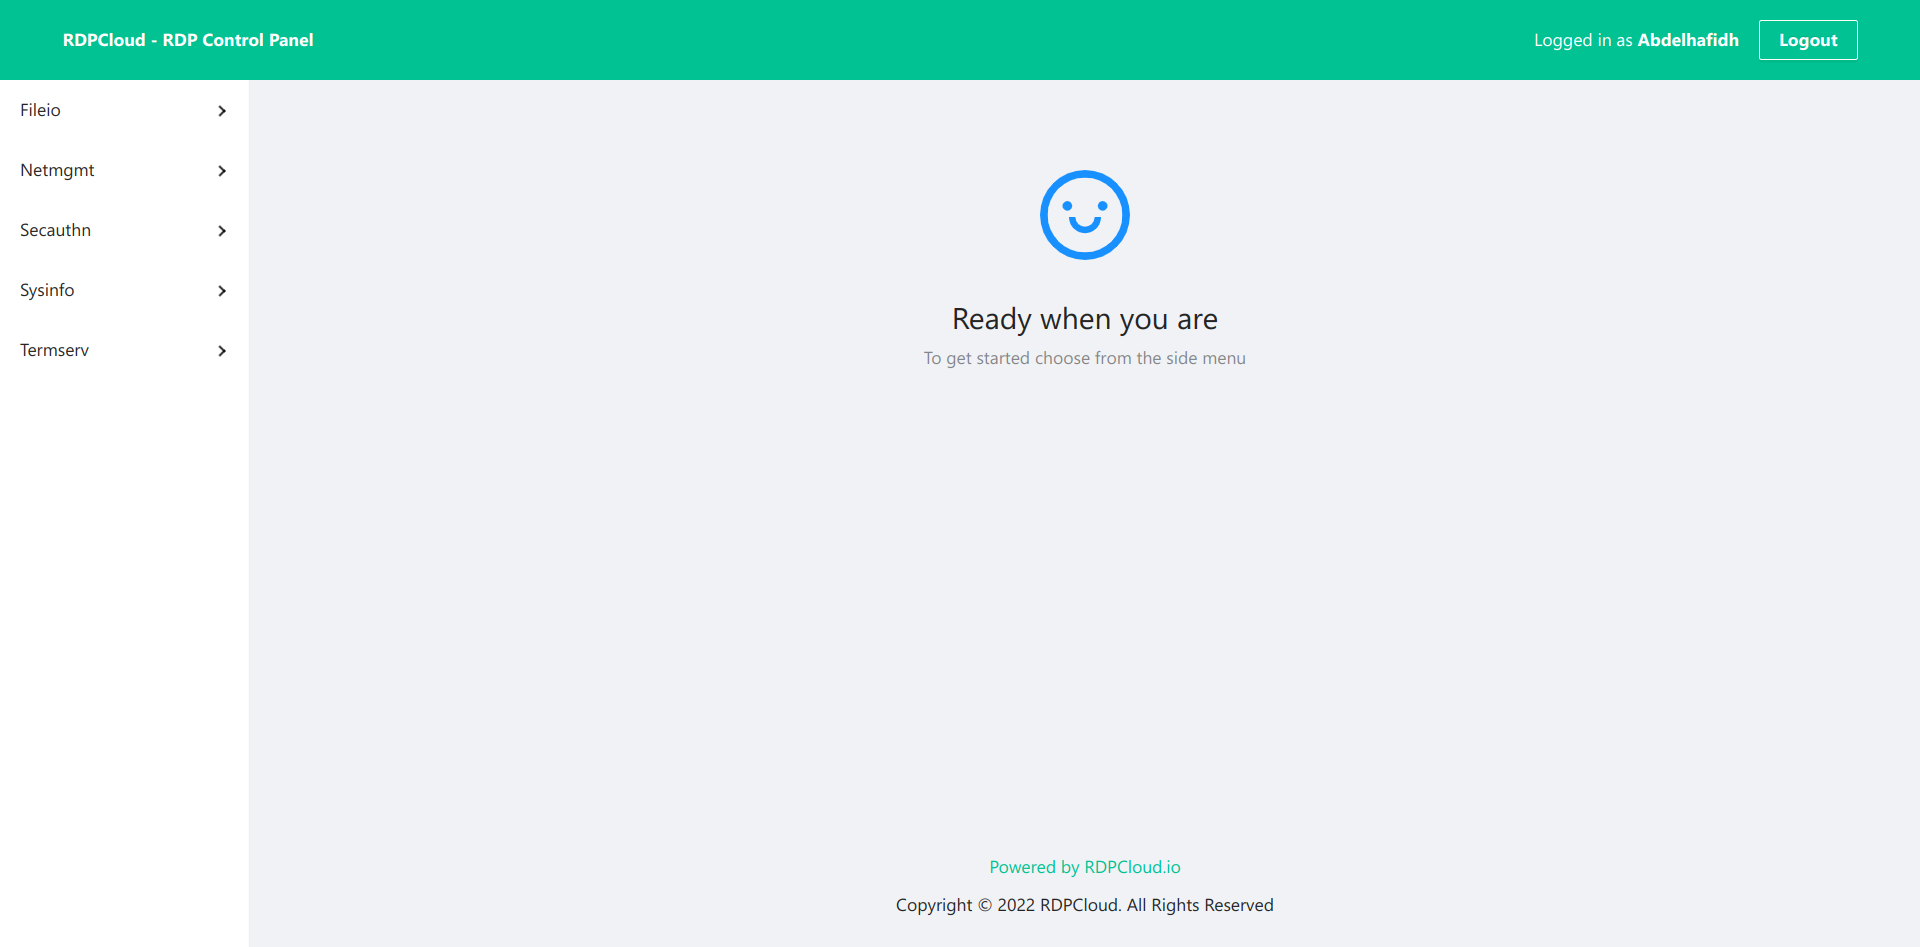 RDPCloud - RDP Control Panel
Logged in as Abdelhafidh
Logout
Fileio
Netmgmt
Secauthn
Sysinfo
Termserv
Ready when you are
To get started choose from the side menu
Powered by RDPCloud.io
Copyright © 2022 RDPCloud. All Rights Reserved